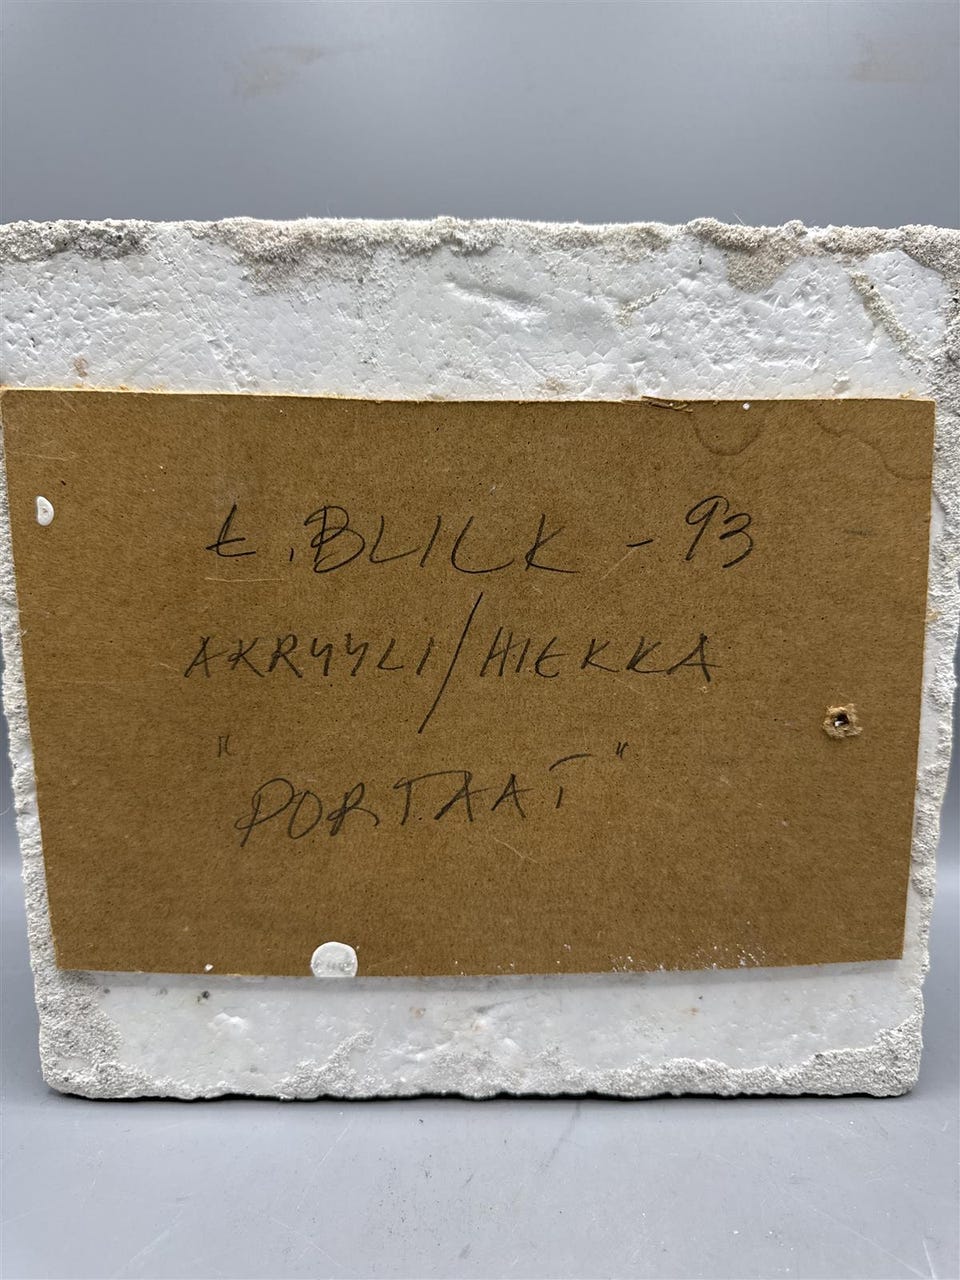 E. BLICK - 93
AKRYYLI/HIEKKA
"PORTAAT"